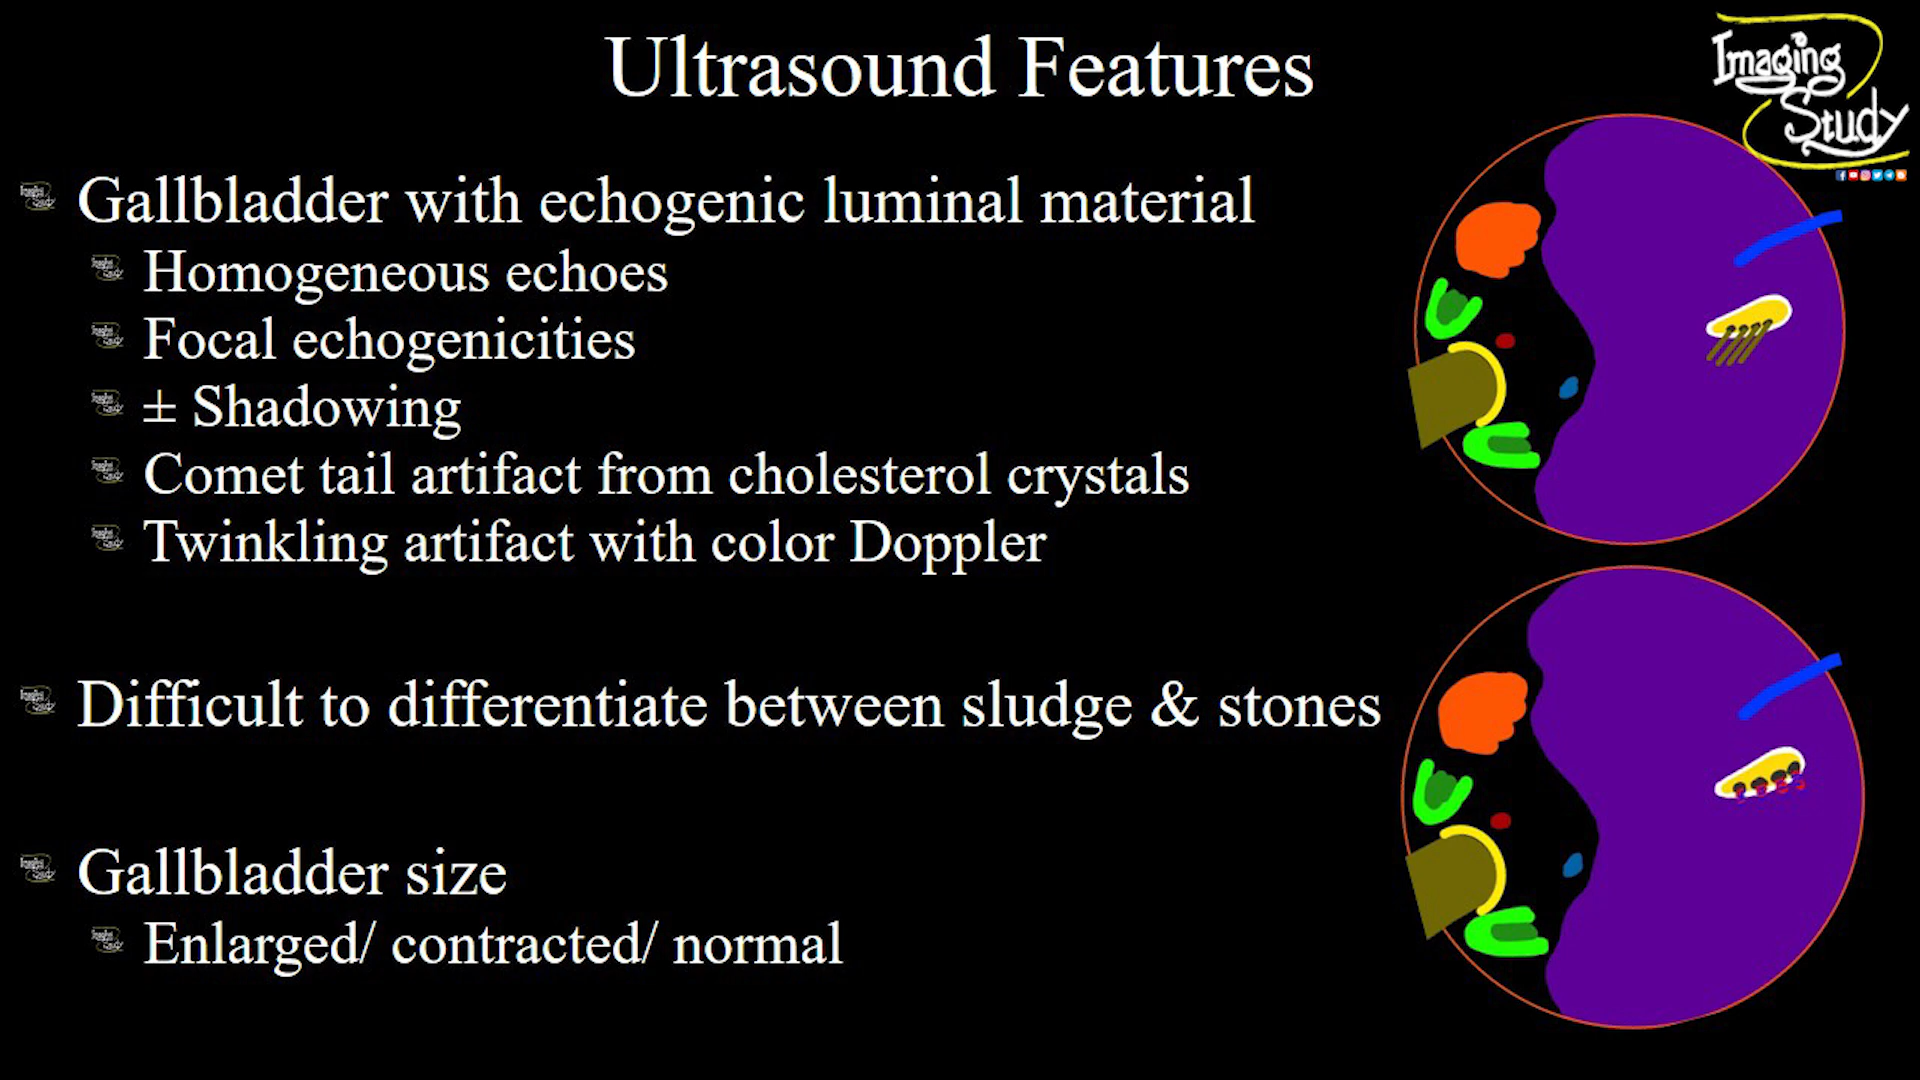 Ultrasound Features
Imaging
Study
Gallbladder with echogenic luminal material
Homogeneous echoes
Focal echogenicities
± Shadowing
Comet tail artifact from cholesterol crystals
Twinkling artifact with color Doppler
Difficult to differentiate between sludge & stones
Gallbladder size
Enlarged/ contracted/ normal